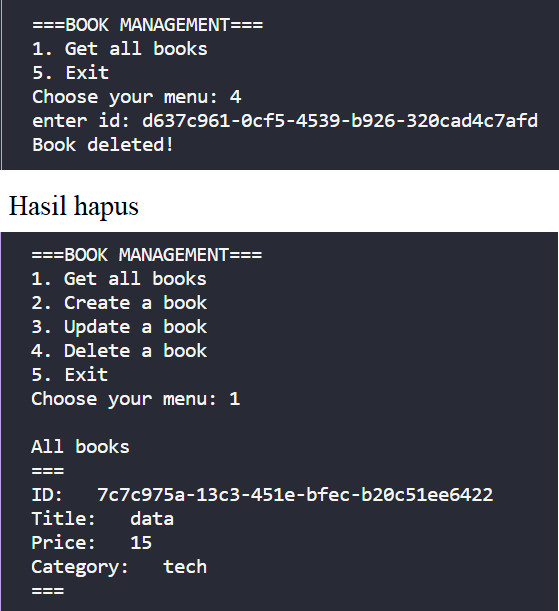 ===BOOK MANAGEMENT===
1. Get all books
5. Exit
Choose your menu: 4
enter id: d637c961-0cf5-4539-b926-320cad4c7afd
Book deleted!
Hasil hapus
===BOOK MANAGEMENT===
1. Get all books
2. Create a book
3. Update a book
4. Delete a book
5. Exit
Choose your menu: 1
All books
===
ID:   7c7c975a-13c3-451e-bfec-b20c51ee6422
Title:   data
Price:   15
Category:   tech
===